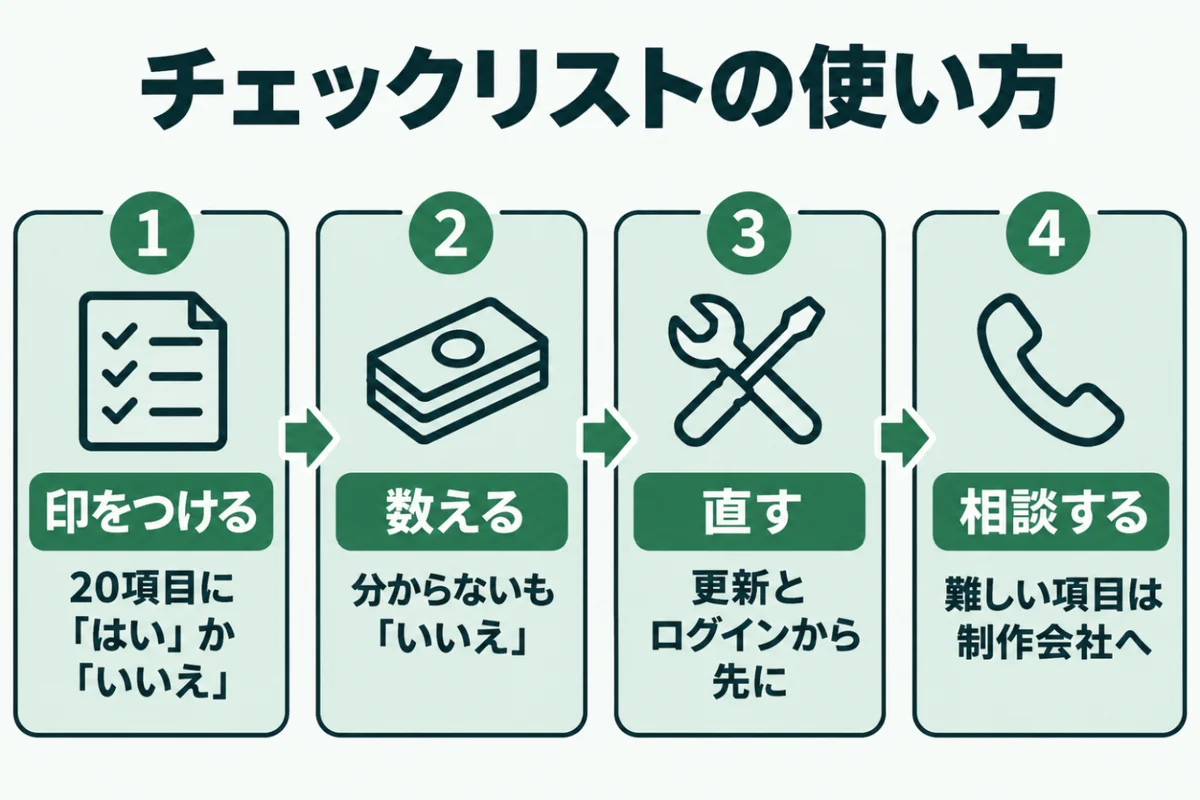 チェックリストの使い方
1
印をつける
20項目に
「はい」か
「いいえ」
2
数える
分からないも
「いいえ」
3
直す
更新と
ログインから
先に
4
相談する
難しい項目は
制作会社へ